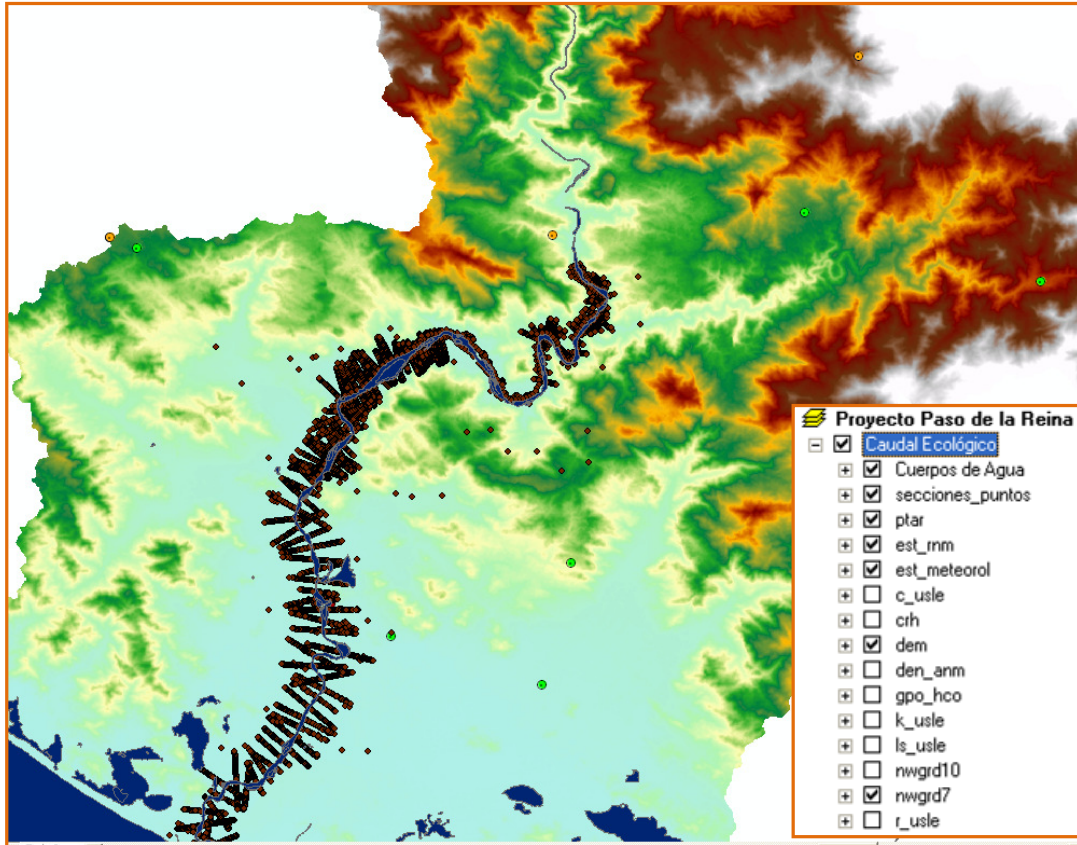 Proyecto Paso de la Reina
Caudal Ecológico
Cuerpos de Agua
secciones_puntos
ptar
est_rnm
est_meteorol
c_usle
crh
dem
den_anm
gpo_hco
k_usle
ls_usle
nwgrd10
nwgrd7
r_usle